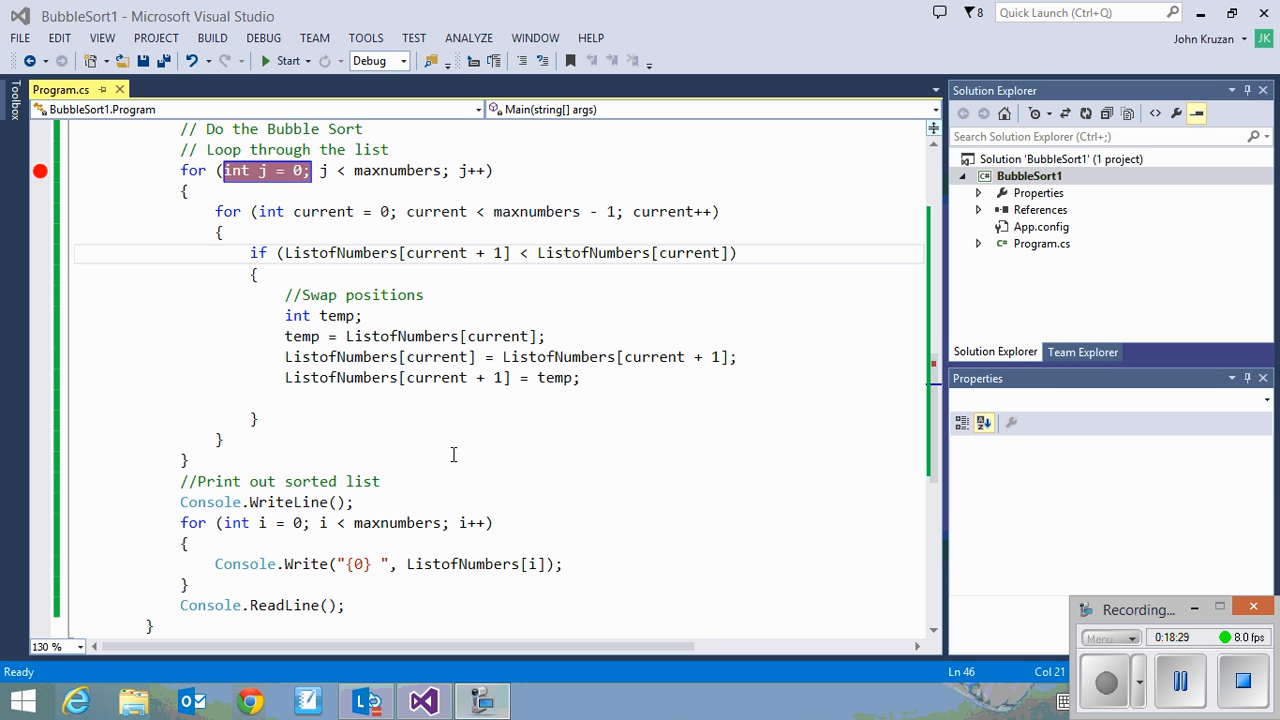 BubbleSort1 - Microsoft Visual Studio
8
Quick Launch (Ctrl+Q)
FILE EDIT VIEW PROJECT BUILD DEBUG TEAM TOOLS TEST ANALYZE WINDOW HELP
John Kruzan
JK
Start
Debug
Toolbox
Program.cs
BubbleSort1.Program
Main(string[] args)
// Do the Bubble Sort
// Loop through the list
for (int j = 0; j < maxnumbers; j++)
{
for (int current = 0; current < maxnumbers - 1; current++)
{
if (ListofNumbers[current + 1] < ListofNumbers[current])
{
//Swap positions
int temp;
temp = ListofNumbers[current];
ListofNumbers[current] = ListofNumbers[current + 1];
ListofNumbers[current + 1] = temp;
}
}
}
//Print out sorted list
Console.WriteLine();
for (int i = 0; i < maxnumbers; i++)
{
Console.Write("{0} ", ListofNumbers[i]);
}
Console.ReadLine();
}
130 %
Solution Explorer
Search Solution Explorer (Ctrl+;)
Solution 'BubbleSort1' (1 project)
BubbleSort1
Properties
References
App.config
Program.cs
Solution Explorer Team Explorer
Properties
Recording...
Menu
0:18:29
8.0 fps
Ready
Ln 46
Col 21